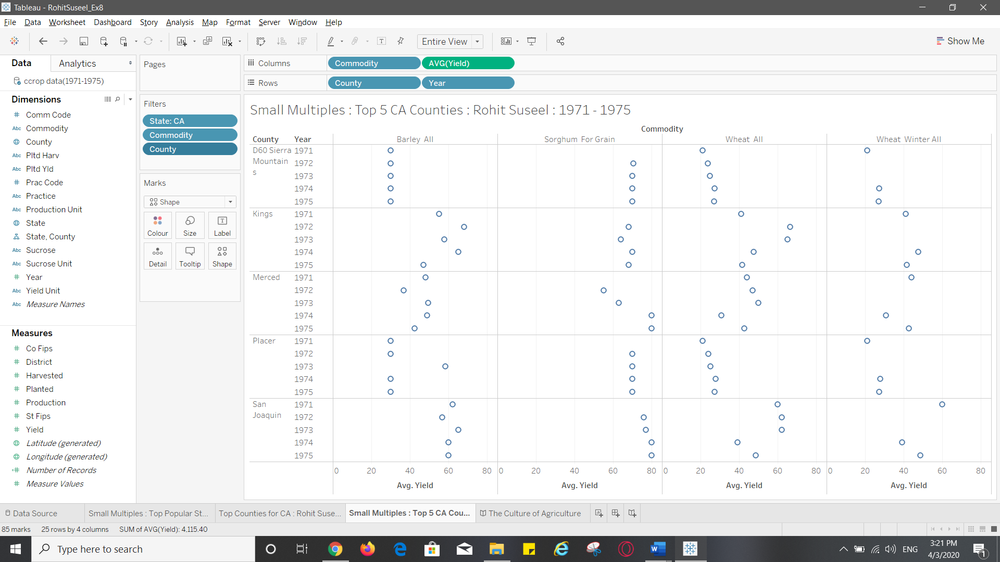 Tableau - RohitSuseel_Ex8
File Data Worksheet Dashboard Story Analysis Map Format Server Window Help
Entire View
Show Me
Data Analytics
ccrop data(1971-1975)
Dimensions
# Comm Code
Abc Commodity
County
Abc Pltd Harv
Abc Pltd Yld
# Prac Code
Abc Practice
Abc Production Unit
State
State, County
Abc Sucrose
Abc Sucrose Unit
# Year
Abc Yield Unit
Abc Measure Names
Measures
# Co Fips
# District
# Harvested
# Planted
# Production
# St Fips
# Yield
Latitude (generated)
Longitude (generated)
=# Number of Records
# Measure Values
Pages
Filters
State: CA
Commodity
County
Marks
Shape
Colour Size Label
Detail Tooltip Shape
Columns Commodity AVG(Yield)
Rows County Year
Small Multiples : Top 5 CA Counties : Rohit Suseel : 1971 - 1975
Commodity
County Year Barley All Sorghum For Grain Wheat All Wheat Winter All
D60 Sierra 1971
Mountain 1972
s 1973
1974
1975
Kings 1971
1972
1973
1974
1975
Merced 1971
1972
1973
1974
1975
Placer 1971
1972
1973
1974
1975
San 1971
Joaquin 1972
1973
1974
1975
0 20 40 60 80 0 20 40 60 80 0 20 40 60 80 0 20 40 60 80
Avg. Yield Avg. Yield Avg. Yield Avg. Yield
Data Source Small Multiples : Top Popular St... Top Counties for CA : Rohit Suse... Small Multiples : Top 5 CA Cou... The Culture of Agriculture
85 marks 25 rows by 4 columns SUM of AVG(Yield): 4,115.40
Type here to search
ENG
3:21 PM
4/3/2020
1